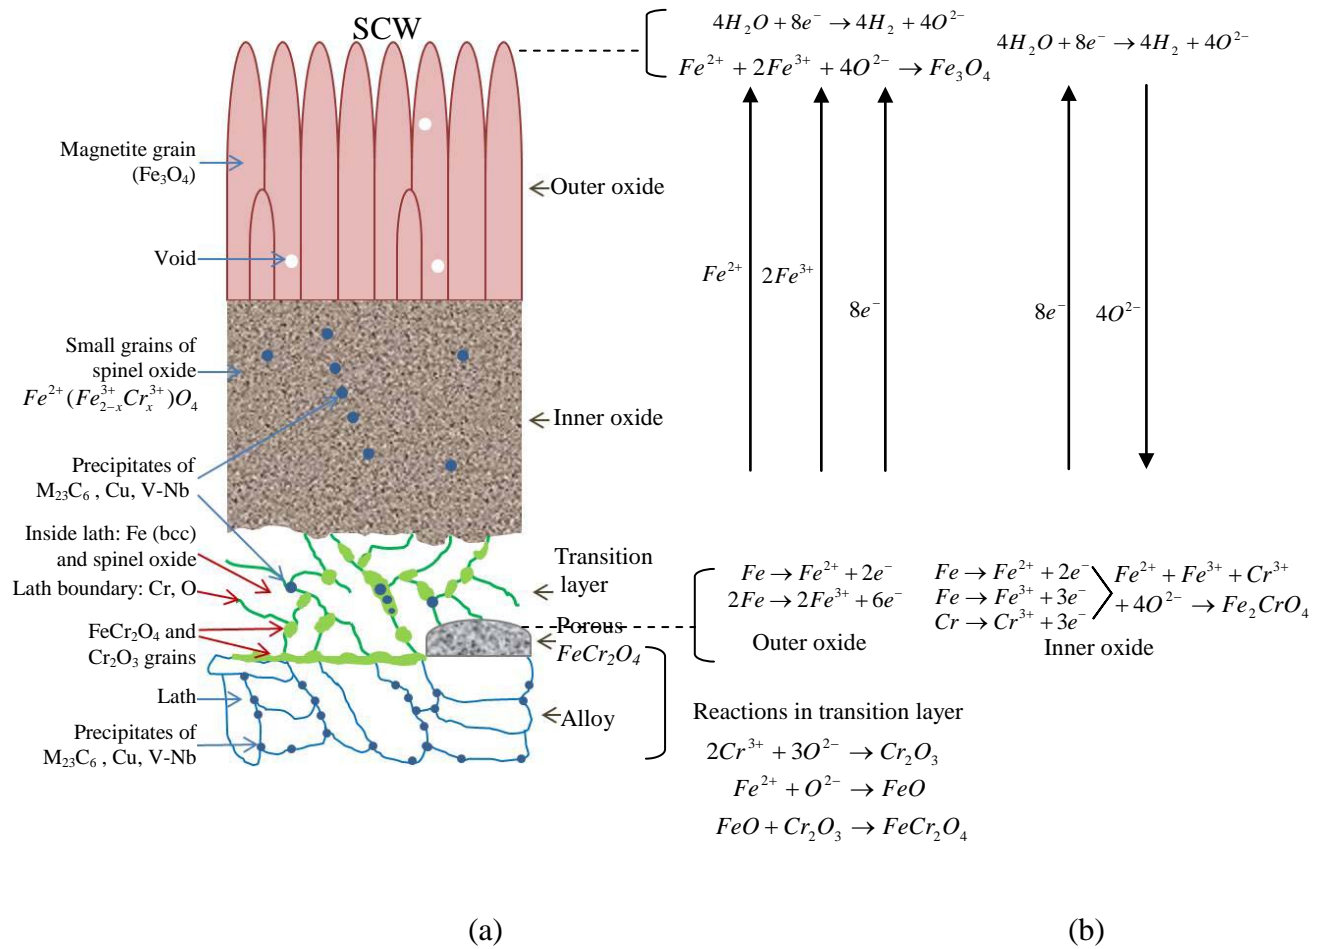 SCW
Magnetite grain
(Fe₃O₄)
Void
Small grains of
spinel oxide
Fe²⁺(Fe³⁺₂₋ₓCr³⁺ₓ)O₄
Precipitates of
M₂₃C₆ , Cu, V-Nb
Inside lath: Fe (bcc)
and spinel oxide
Lath boundary: Cr, O
FeCr₂O₄ and
Cr₂O₃ grains
Lath
Precipitates of
M₂₃C₆ , Cu, V-Nb
Outer oxide
Inner oxide
Transition
layer
Porous
FeCr₂O₄
Alloy
(a)
4H₂O + 8e⁻ → 4H₂ + 4O²⁻
Fe²⁺ + 2Fe³⁺ + 4O²⁻ → Fe₃O₄
4H₂O + 8e⁻ → 4H₂ + 4O²⁻
Fe²⁺
2Fe³⁺
8e⁻
8e⁻
4O²⁻
Fe → Fe²⁺ + 2e⁻
2Fe → 2Fe³⁺ + 6e⁻
Outer oxide
Fe → Fe²⁺ + 2e⁻
Fe → Fe³⁺ + 3e⁻
Cr → Cr³⁺ + 3e⁻
Fe²⁺ + Fe³⁺ + Cr³⁺
+ 4O²⁻ → Fe₂CrO₄
Inner oxide
Reactions in transition layer
2Cr³⁺ + 3O²⁻ → Cr₂O₃
Fe²⁺ + O²⁻ → FeO
FeO + Cr₂O₃ → FeCr₂O₄
(b)